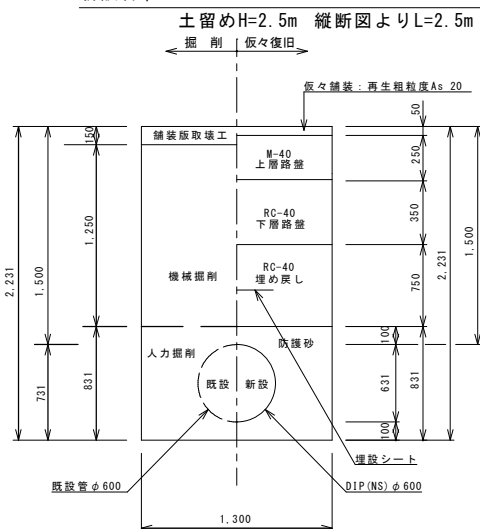 土留めH=2.5m 縦断図よりL=2.5m
掘 削 仮々復旧
仮々舗装：再生粗粒度As 20
舗装版取壊工
M-40
上層路盤
RC-40
下層路盤
RC-40
埋め戻し
機械掘削
人力掘削
防護砂
既設 新設
埋設シート
既設管φ600
DIP(NS)φ600
1,300
2,231
1,500
731
150
1,250
831
50
250
350
750
100
631
100
831
2,231
1,500